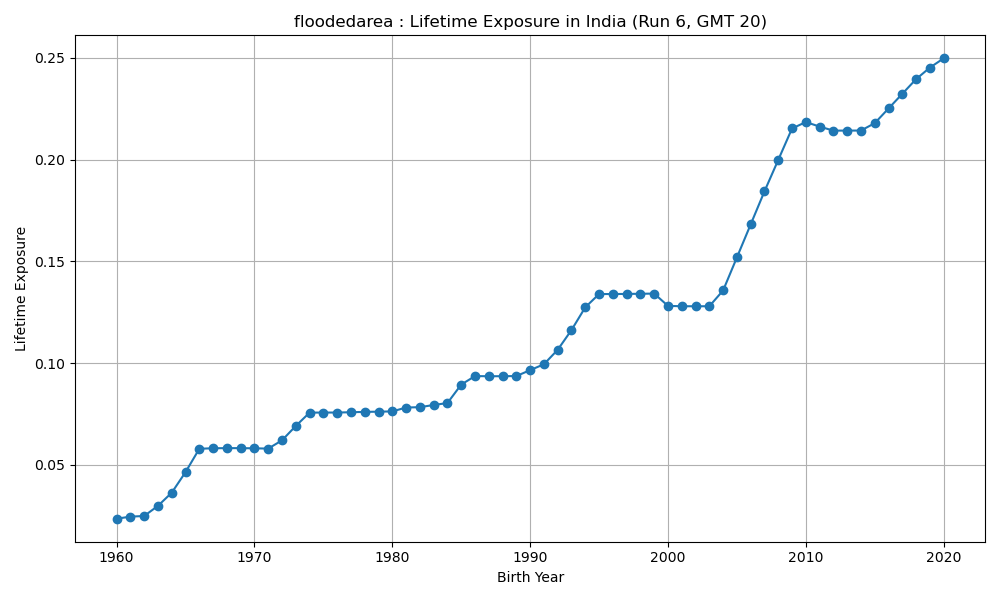 floodedarea : Lifetime Exposure in India (Run 6, GMT 20)
Lifetime Exposure
0.25
0.20
0.15
0.10
0.05
1960 1970 1980 1990 2000 2010 2020
Birth Year